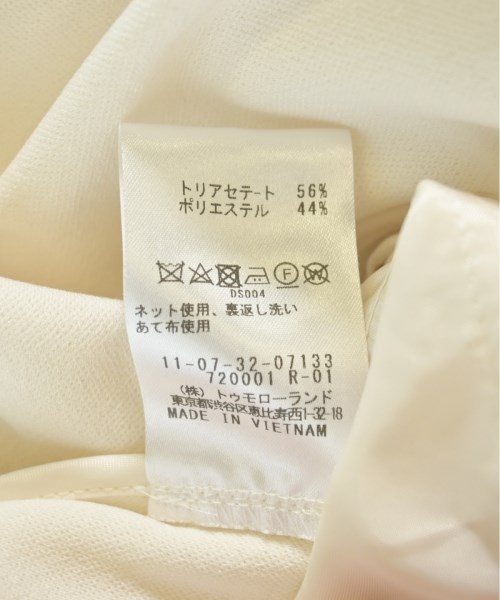 トリアセテート 56%
ポリエステル 44%
F W
DS004
ネット使用、裏返し洗い
あて布使用
11-07-32-07133
720001 R-01
(株) トゥモローランド
東京都渋谷区恵比寿西1-32-18
MADE IN VIETNAM